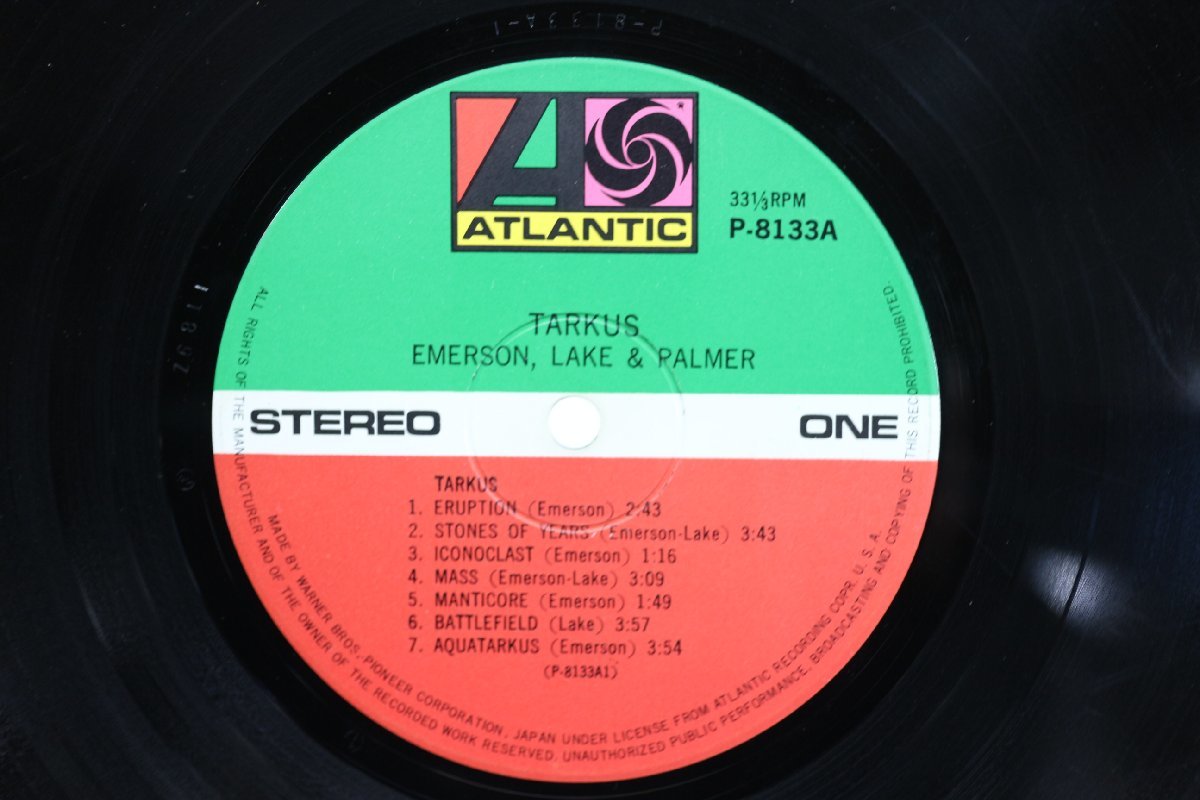 P-8133A-1
ATLANTIC
33⅓RPM
P-8133A
TARKUS
EMERSON, LAKE & PALMER
STEREO
ONE
TARKUS
1. ERUPTION (Emerson) 2:43
2. STONES OF YEARS (Emerson-Lake) 3:43
3. ICONOCLAST (Emerson) 1:16
4. MASS (Emerson-Lake) 3:09
5. MANTICORE (Emerson) 1:49
6. BATTLEFIELD (Lake) 3:57
7. AQUATARKUS (Emerson) 3:54
(P-8133A1)
MADE BY WARNER BROS. PIONEER CORPORATION, JAPAN UNDER LICENSE FROM ATLANTIC RECORDING COPR. U.S.A.
ALL RIGHTS OF THE MANUFACTURER AND OF THE OWNER OF THE RECORDED WORK RESERVED. UNAUTHORIZED PUBLIC PERFORMANCE, BROADCASTING AND COPYING OF THIS RECORD PROHIBITED.